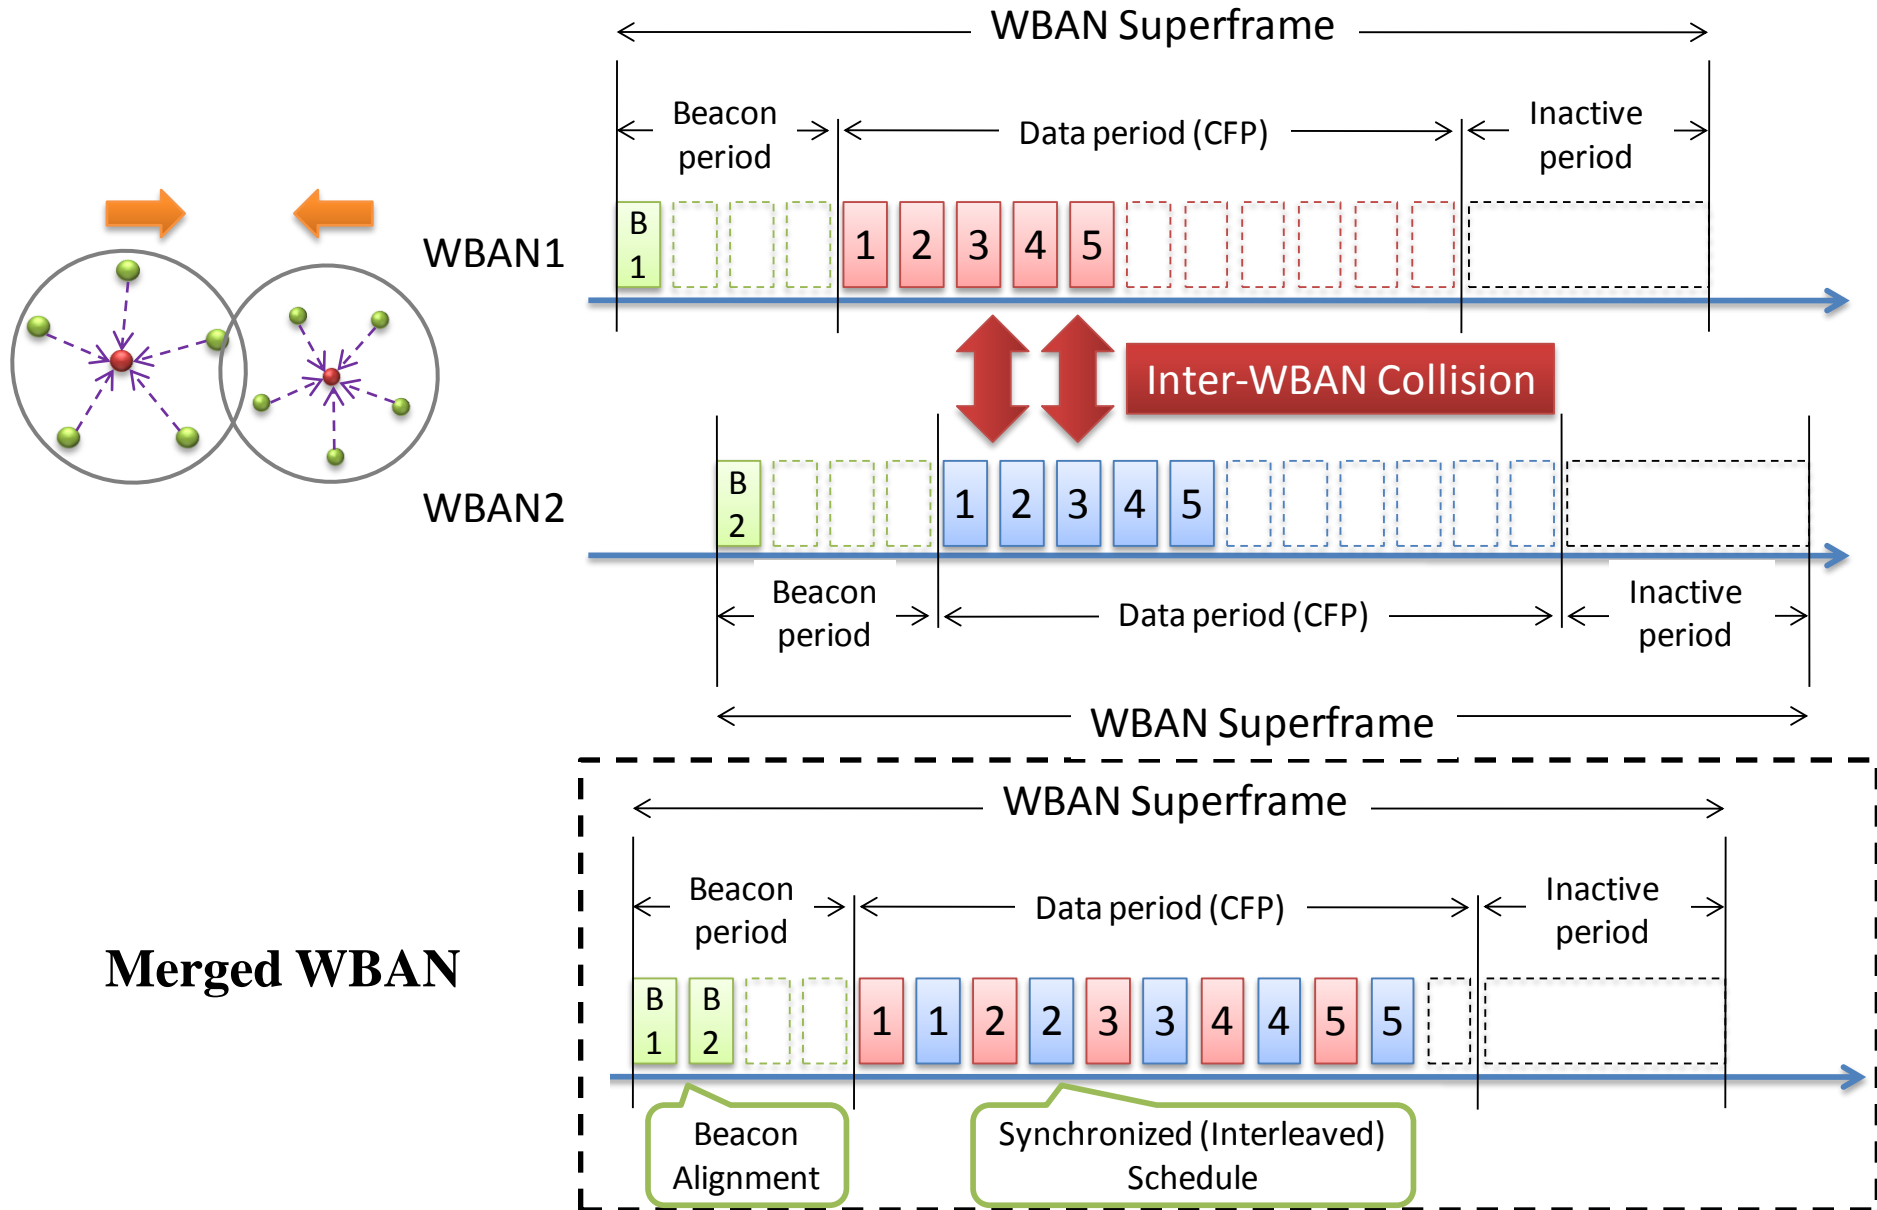 WBAN Superframe
Beacon
period
Data period (CFP)
Inactive
period
WBAN1
B
1
1 2 3 4 5
Inter-WBAN Collision
WBAN2
B
2
1 2 3 4 5
Beacon
period
Data period (CFP)
Inactive
period
WBAN Superframe
WBAN Superframe
Beacon
period
Data period (CFP)
Inactive
period
Merged WBAN
B B
1 2
1 1 2 2 3 3 4 4 5 5
Beacon
Alignment
Synchronized (Interleaved)
Schedule